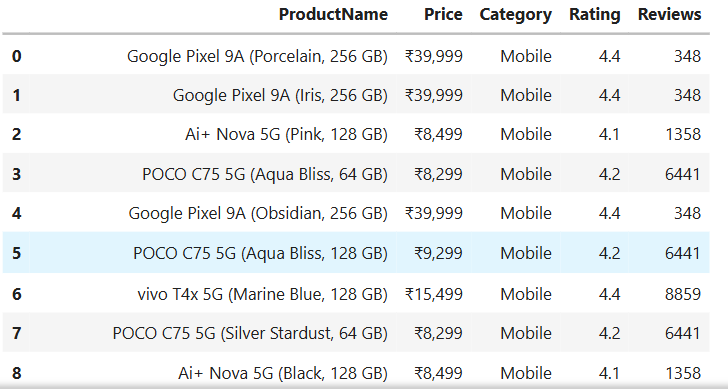 ProductName Price Category Rating Reviews
0 Google Pixel 9A (Porcelain, 256 GB) ₹39,999 Mobile 4.4 348
1 Google Pixel 9A (Iris, 256 GB) ₹39,999 Mobile 4.4 348
2 Ai+ Nova 5G (Pink, 128 GB) ₹8,499 Mobile 4.1 1358
3 POCO C75 5G (Aqua Bliss, 64 GB) ₹8,299 Mobile 4.2 6441
4 Google Pixel 9A (Obsidian, 256 GB) ₹39,999 Mobile 4.4 348
5 POCO C75 5G (Aqua Bliss, 128 GB) ₹9,299 Mobile 4.2 6441
6 vivo T4x 5G (Marine Blue, 128 GB) ₹15,499 Mobile 4.4 8859
7 POCO C75 5G (Silver Stardust, 64 GB) ₹8,299 Mobile 4.2 6441
8 Ai+ Nova 5G (Black, 128 GB) ₹8,499 Mobile 4.1 1358